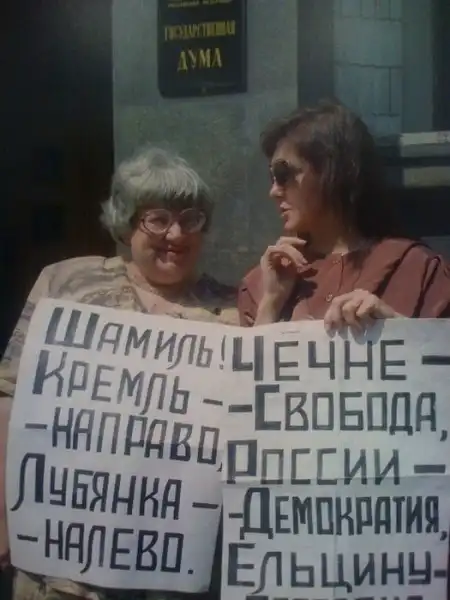 ГОСУДАРСТВЕННАЯ
ДУМА
ШАМИЛЬ!
КРЕМЛЬ –
– НАПРАВО,
ЛУБЯНКА –
– НАЛЕВО.
ЧЕЧНЕ –
– СВОБОДА,
РОССИИ –
– ДЕМОКРАТИЯ,
ЕЛЬЦИНУ –